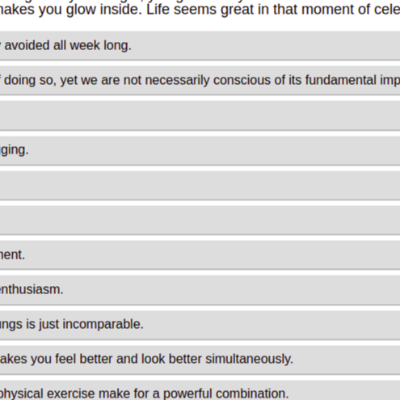 makes you glow inside. Life seems great in that moment of cele
avoided all week long.
doing so, yet we are not necessarily conscious of its fundamental imp
ging.
ment.
enthusiasm.
ngs is just incomparable.
akes you feel better and look better simultaneously.
physical exercise make for a powerful combination.